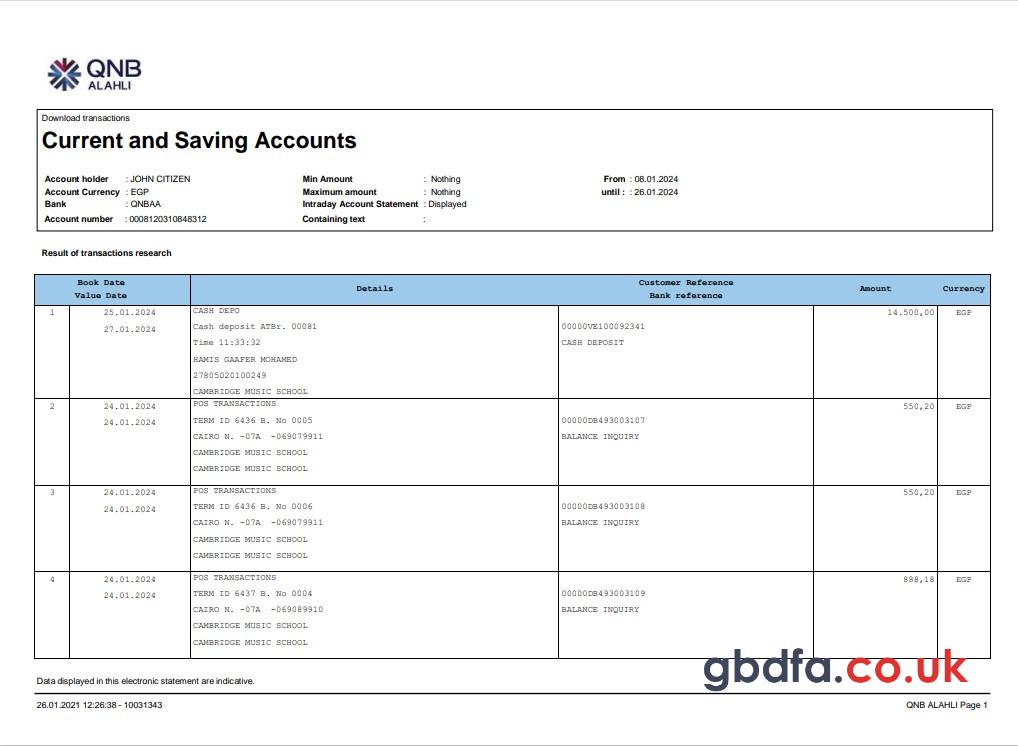 QNB
ALAHLI
Download transactions
Current and Saving Accounts
Account holder : JOHN CITIZEN
Min Amount : Nothing
From : 08.01.2024
Account Currency : EGP
Maximum amount : Nothing
until : : 26.01.2024
Bank : QNBAA
Intraday Account Statement : Displayed
Account number : 0008120310848312
Containing text :
Result of transactions research
Book Date
Value Date
Details
Customer Reference
Bank reference
Amount
Currency
1
25.01.2024
27.01.2024
CASH DEPO
Cash deposit ATBr. 00081
Time 11:33:32
HAMIS GAAFER MOHAMED
27805020100249
CAMBRIDGE MUSIC SCHOOL
00000VE100092341
CASH DEPOSIT
14.500,00
EGP
2
24.01.2024
24.01.2024
POS TRANSACTIONS
TERM ID 6436 B. No 0005
CAIRO N. -07A -069079911
CAMBRIDGE MUSIC SCHOOL
CAMBRIDGE MUSIC SCHOOL
00000DB493003107
BALANCE INQUIRY
550,20
EGP
3
24.01.2024
24.01.2024
POS TRANSACTIONS
TERM ID 6436 B. No 0006
CAIRO N. -07A -069079911
CAMBRIDGE MUSIC SCHOOL
CAMBRIDGE MUSIC SCHOOL
00000DB493003108
BALANCE INQUIRY
550,20
EGP
4
24.01.2024
24.01.2024
POS TRANSACTIONS
TERM ID 6437 B. No 0004
CAIRO N. -07A -069089910
CAMBRIDGE MUSIC SCHOOL
CAMBRIDGE MUSIC SCHOOL
00000DB493003109
BALANCE INQUIRY
888,18
EGP
gbdfa.co.uk
Data displayed in this electronic statement are indicative.
26.01.2021 12:26:38 - 10031343
QNB ALAHLI Page 1